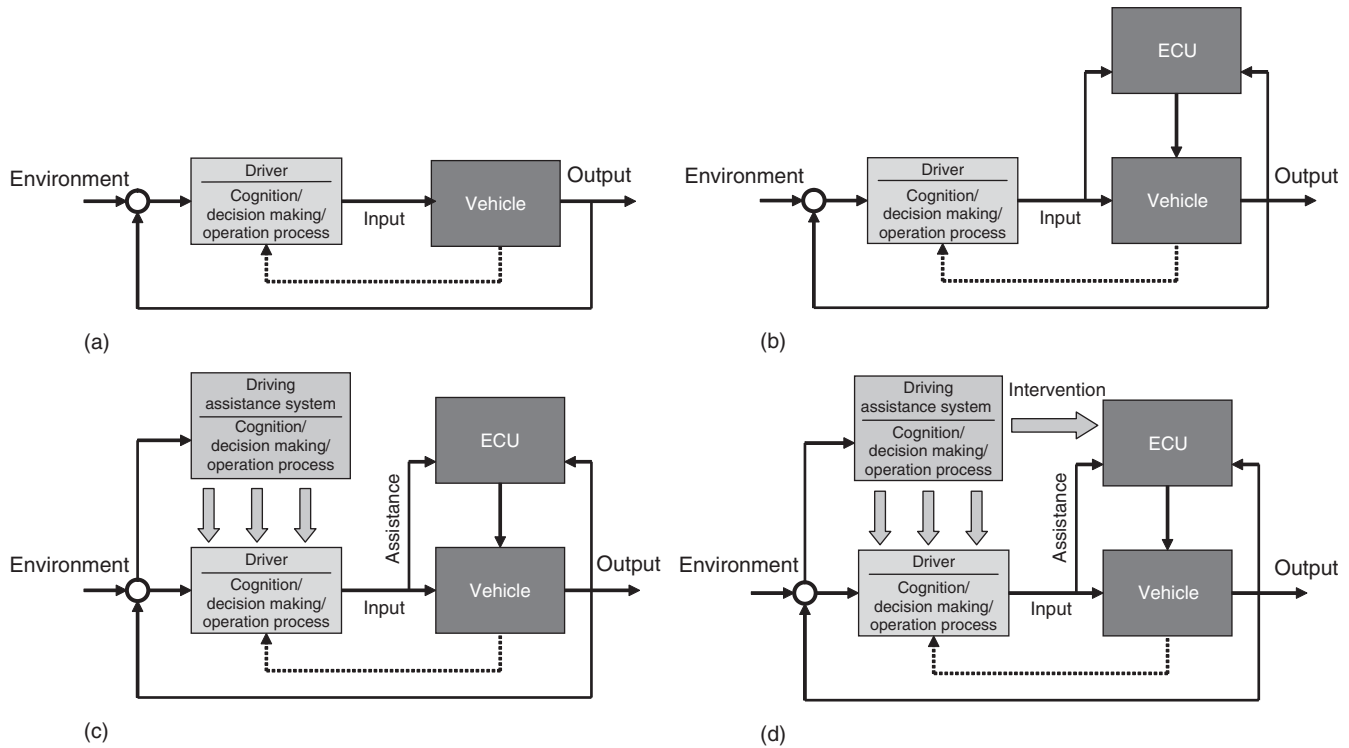 Environment
Driver
Cognition/
decision making/
operation process
Input
Vehicle
Output
(a)
ECU
Environment
Driver
Cognition/
decision making/
operation process
Input
Vehicle
Output
(b)
Driving
assistance system
Cognition/
decision making/
operation process
ECU
Assistance
Environment
Driver
Cognition/
decision making/
operation process
Input
Vehicle
Output
(c)
Driving
assistance system
Cognition/
decision making/
operation process
Intervention
ECU
Assistance
Environment
Driver
Cognition/
decision making/
operation process
Input
Vehicle
Output
(d)